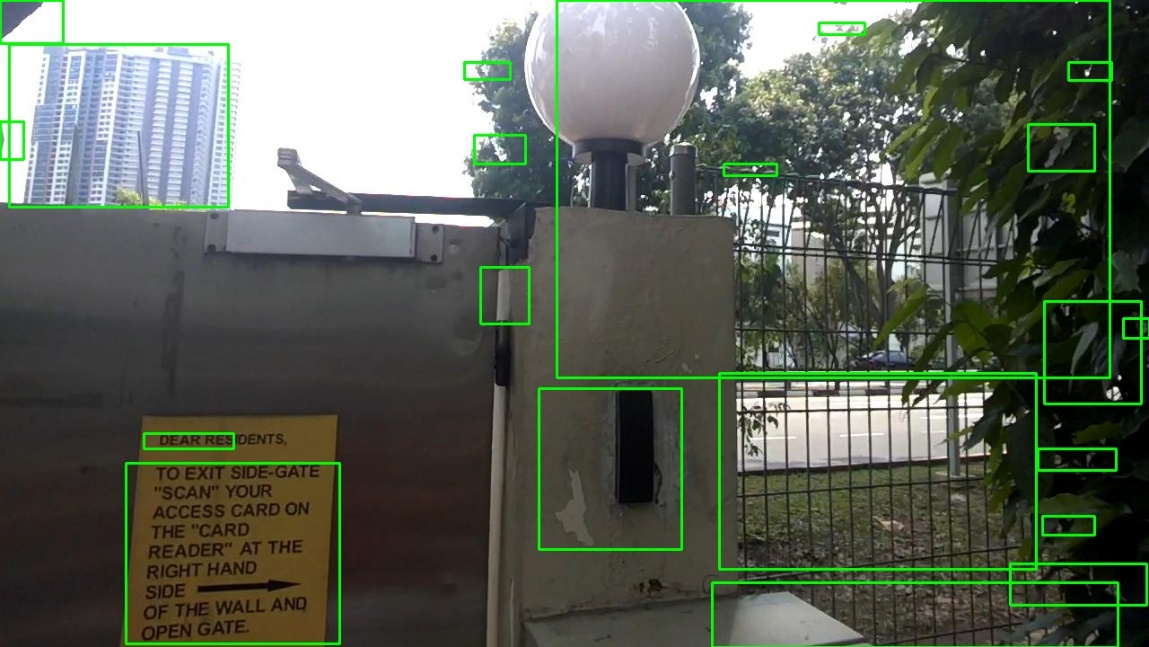 DEAR RESIDENTS,
TO EXIT SIDE-GATE
"SCAN" YOUR
ACCESS CARD ON
THE "CARD
READER" AT THE
RIGHT HAND
SIDE
OF THE WALL AND
OPEN GATE.